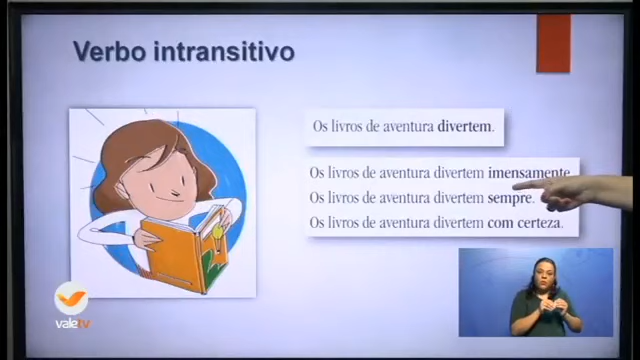 Verbo intransitivo
Os livros de aventura divertem.
Os livros de aventura divertem imensamente.
Os livros de aventura divertem sempre.
Os livros de aventura divertem com certeza.
vale tv